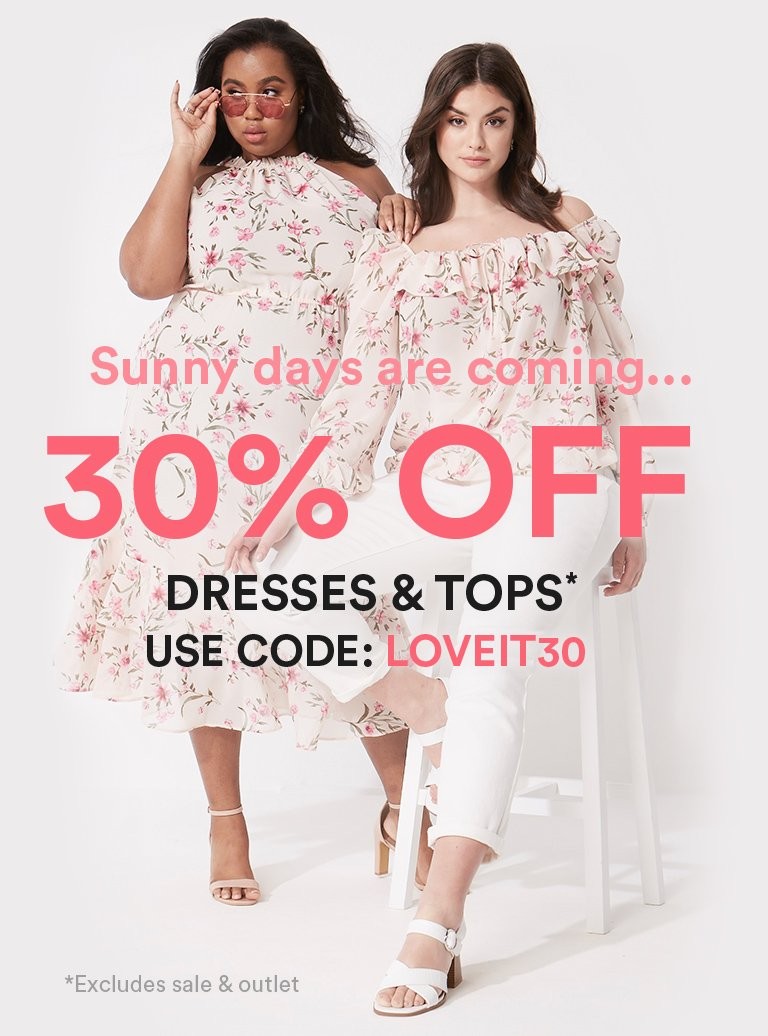 Sunny days are coming...
30% OFF
DRESSES & TOPS*
USE CODE: LOVEIT30
*Excludes sale & outlet